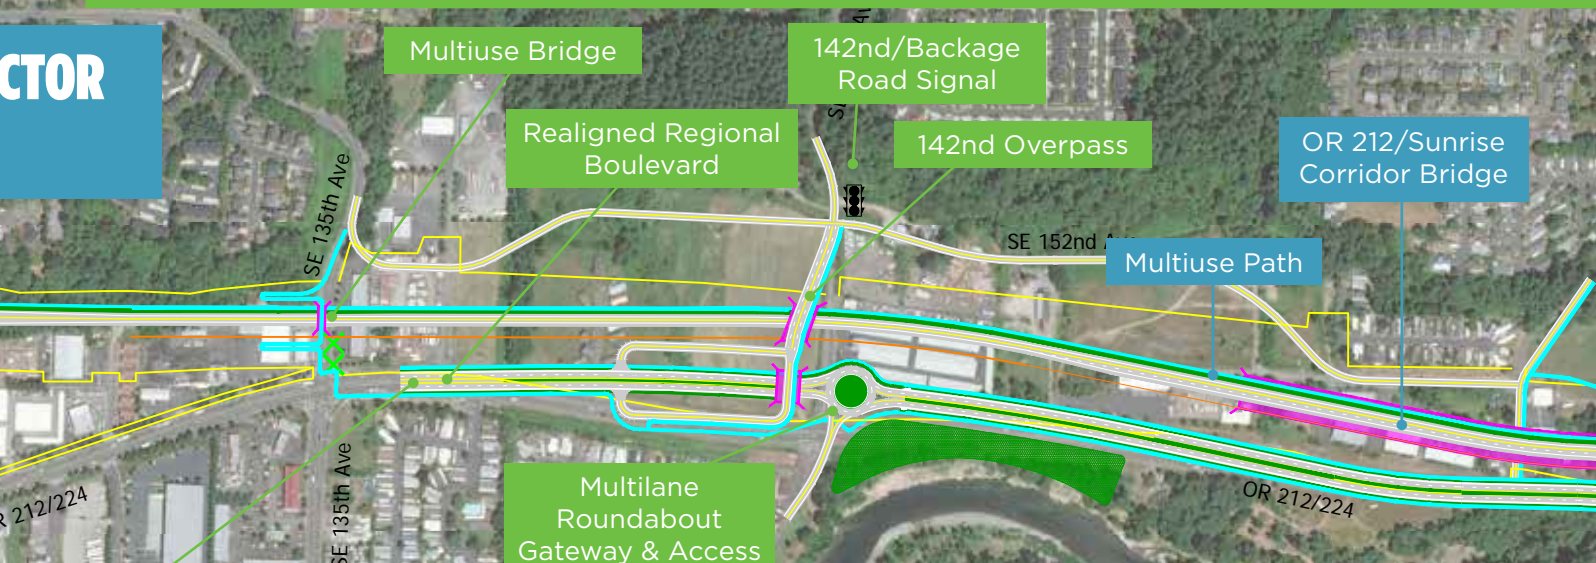 CTOR
Multiuse Bridge
142nd/Backage
Road Signal
Realigned Regional
Boulevard
142nd Overpass
OR 212/Sunrise
Corridor Bridge
SE 135th Ave
SE 152nd
Multiuse Path
OR 212/224
SE 135th Ave
Multilane
Roundabout
Gateway & Access
OR 212/224